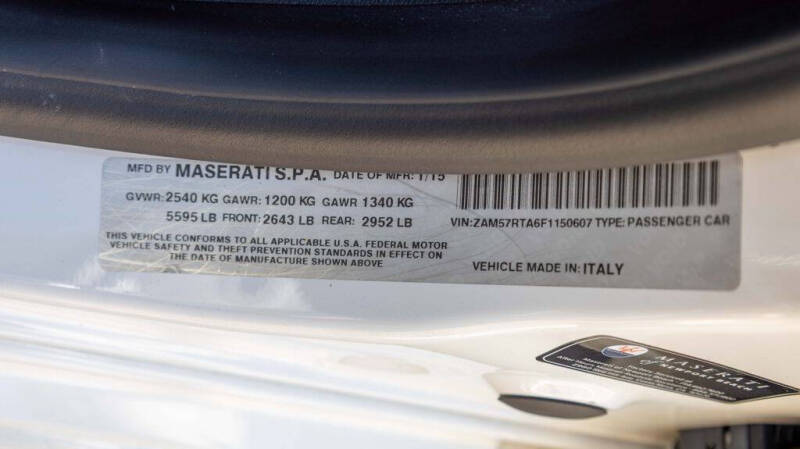 MFD BY MASERATI S.P.A. DATE OF MFR: 1/15
GVWR: 2540 KG GAWR: 1200 KG GAWR 1340 KG
5595 LB FRONT: 2643 LB REAR: 2952 LB
THIS VEHICLE CONFORMS TO ALL APPLICABLE U.S.A. FEDERAL MOTOR
VEHICLE SAFETY AND THEFT PREVENTION STANDARDS IN EFFECT ON
THE DATE OF MANUFACTURE SHOWN ABOVE
VIN:ZAM57RTA6F1150607 TYPE: PASSENGER CAR
VEHICLE MADE IN: ITALY
MASERATI
of NEWPORT BEACH